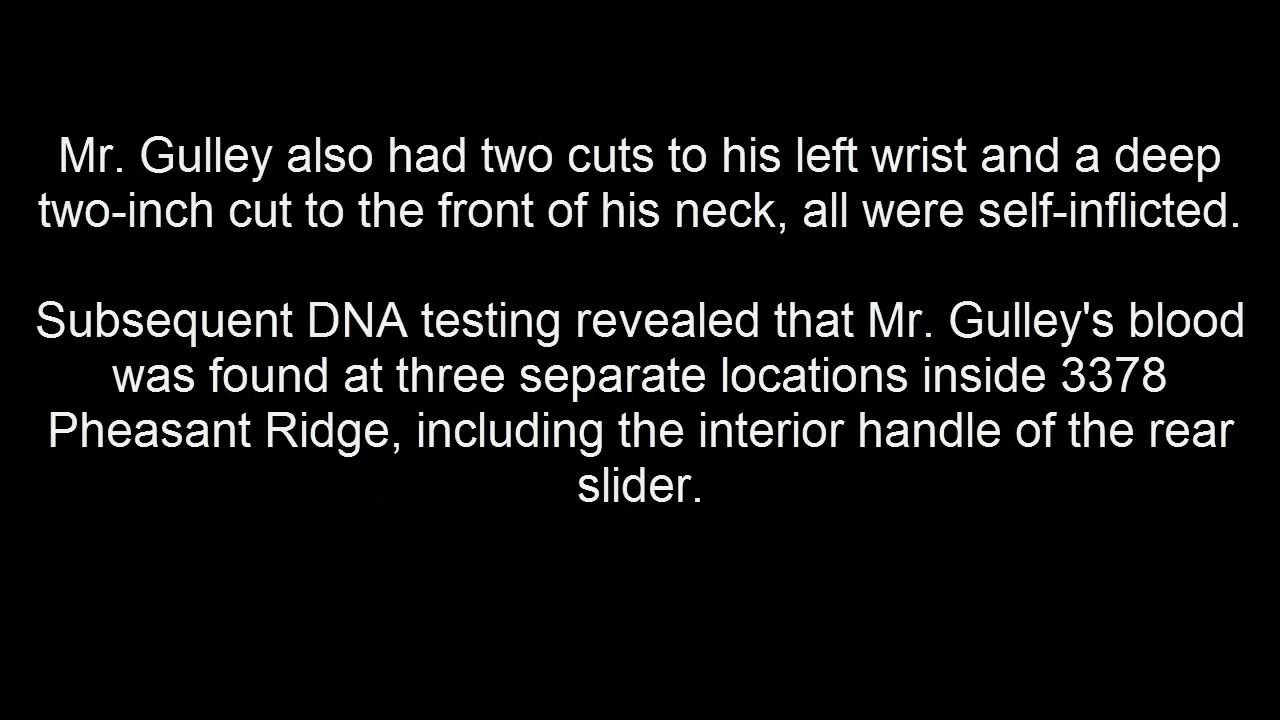 Mr. Gulley also had two cuts to his left wrist and a deep
two-inch cut to the front of his neck, all were self-inflicted.
Subsequent DNA testing revealed that Mr. Gulley's blood
was found at three separate locations inside 3378
Pheasant Ridge, including the interior handle of the rear
slider.